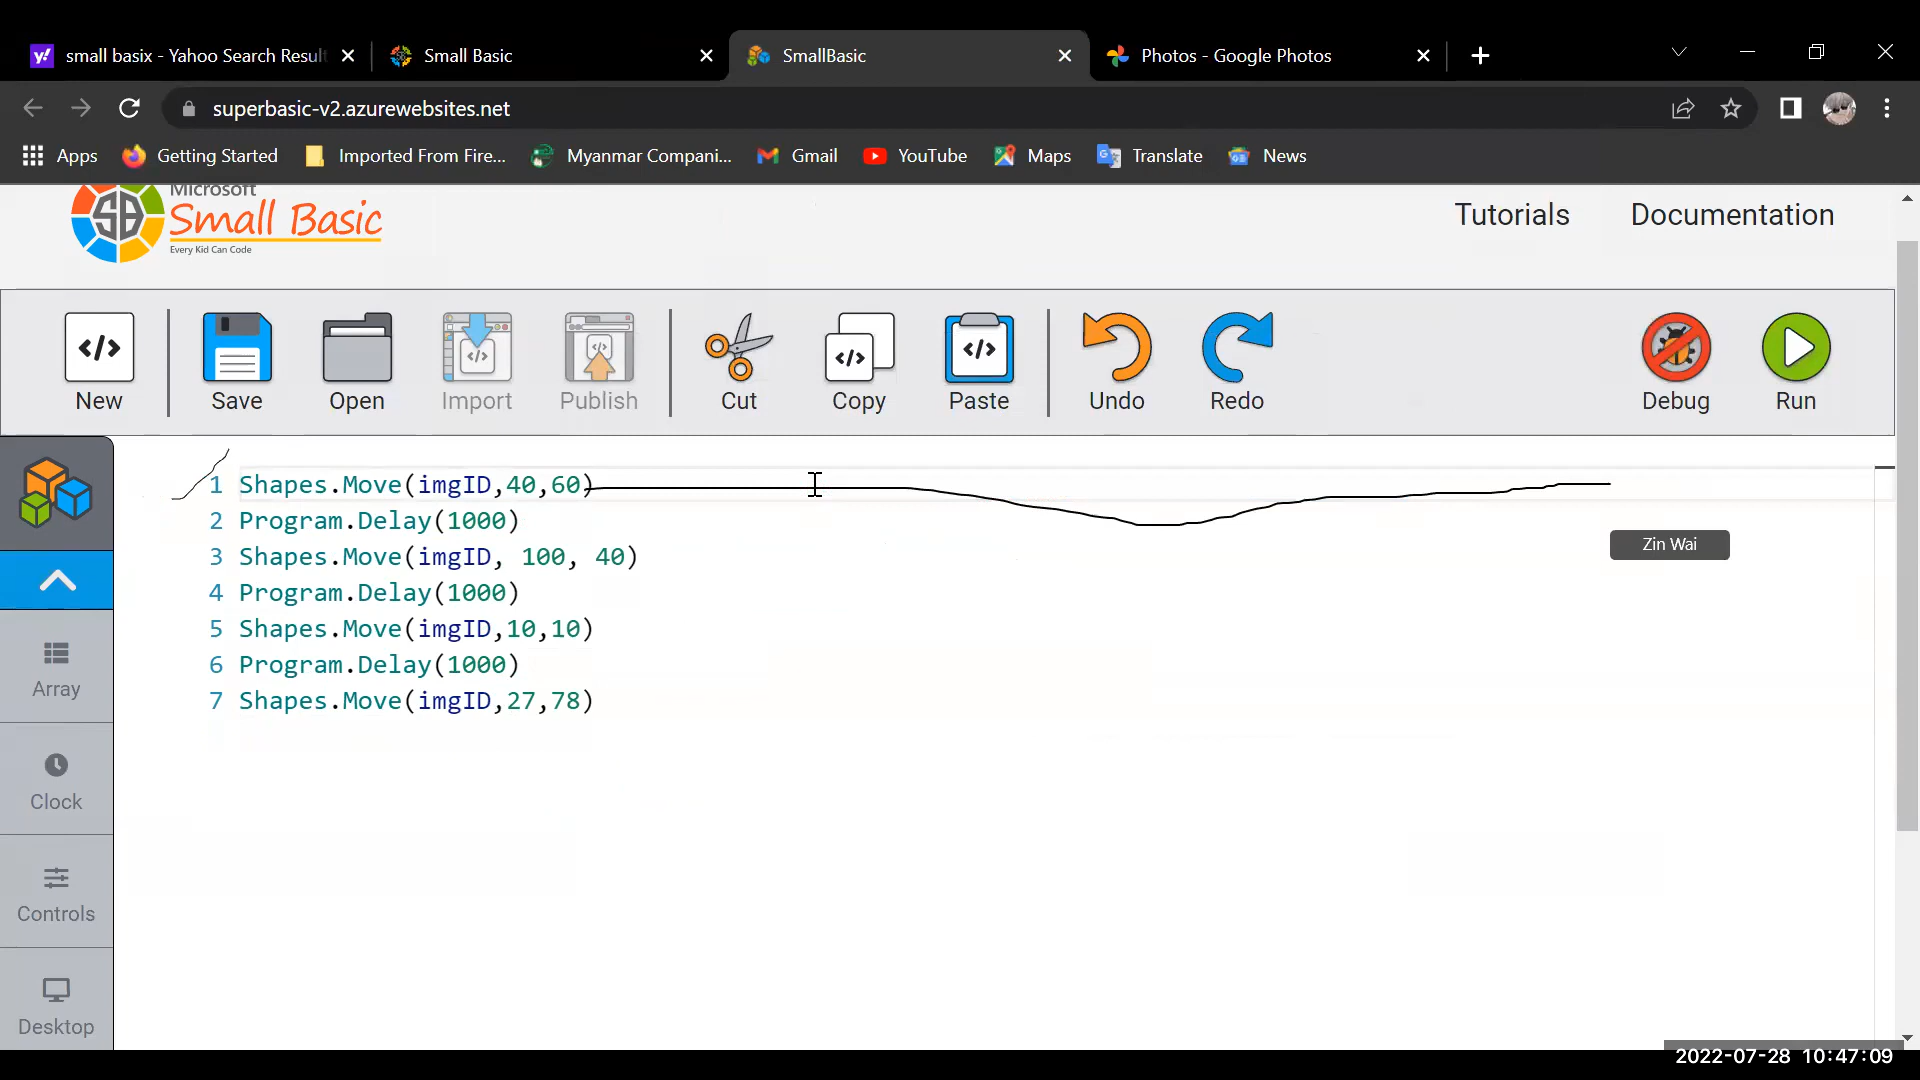 small basix - Yahoo Search Result
Small Basic
SmallBasic
Photos - Google Photos
superbasic-v2.azurewebsites.net
Apps
Getting Started
Imported From Fire...
Myanmar Compani...
Gmail
YouTube
Maps
Translate
News
Microsoft
Small Basic
Every Kid Can Code
SB
Tutorials
Documentation
New
Save
Open
Import
Publish
Cut
Copy
Paste
Undo
Redo
Debug
Run
1 Shapes.Move(imgID,40,60)
2 Program.Delay(1000)
3 Shapes.Move(imgID, 100, 40)
4 Program.Delay(1000)
5 Shapes.Move(imgID,10,10)
6 Program.Delay(1000)
7 Shapes.Move(imgID,27,78)
Zin Wai
Array
Clock
Controls
Desktop
2022-07-28 10:47:09